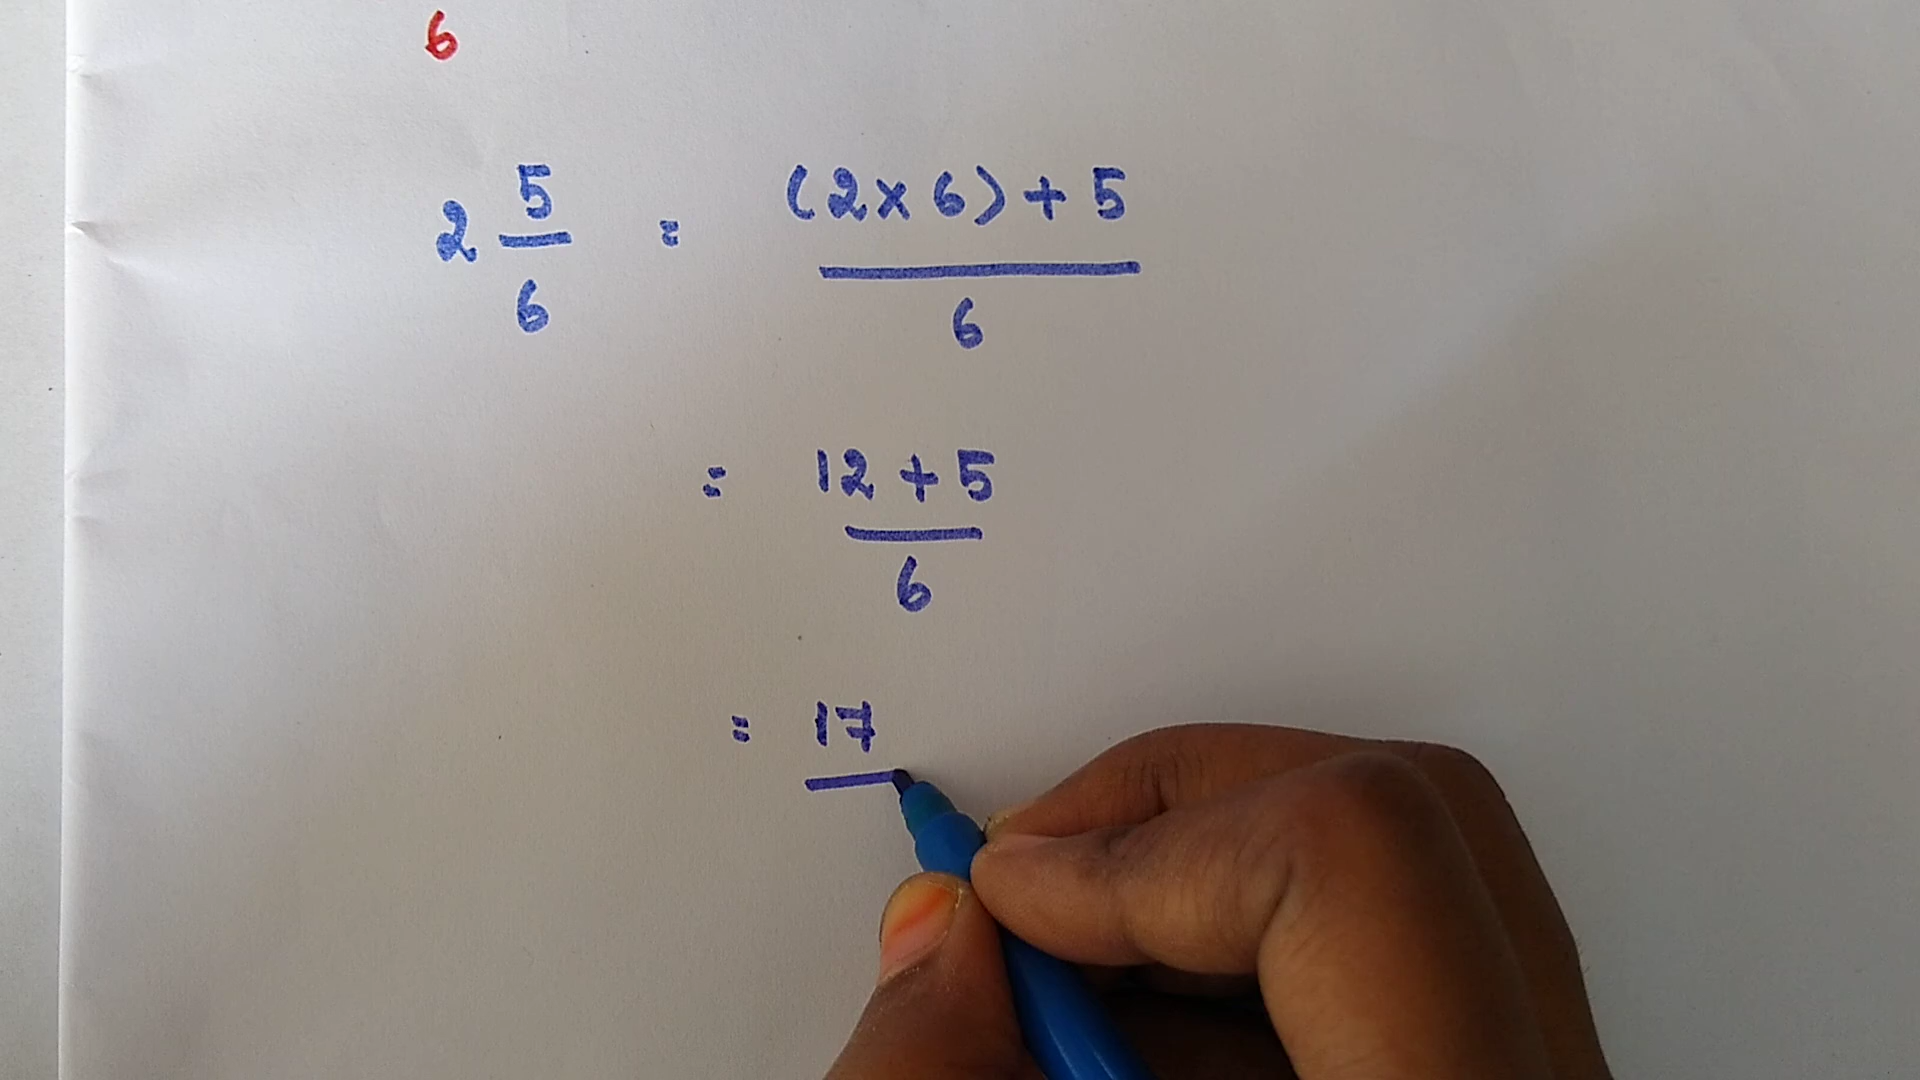 6
2 5/6 = (2×6)+5/6
= 12+5/6
= 17